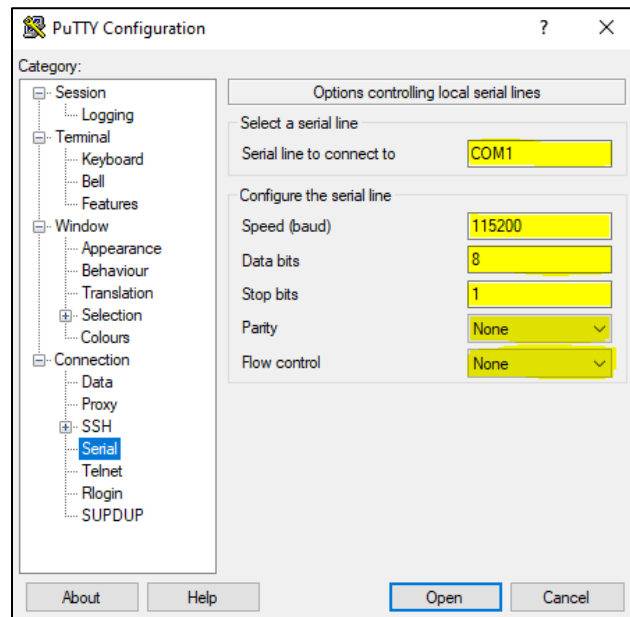 PuTTY Configuration
?
Category:
Session
Logging
Terminal
Keyboard
Bell
Features
Window
Appearance
Behaviour
Translation
Selection
Colours
Connection
Data
Proxy
SSH
Serial
Telnet
Rlogin
SUPDUP
Options controlling local serial lines
Select a serial line
Serial line to connect to COM1
Configure the serial line
Speed (baud) 115200
Data bits 8
Stop bits 1
Parity None
Flow control None
About Help Open Cancel